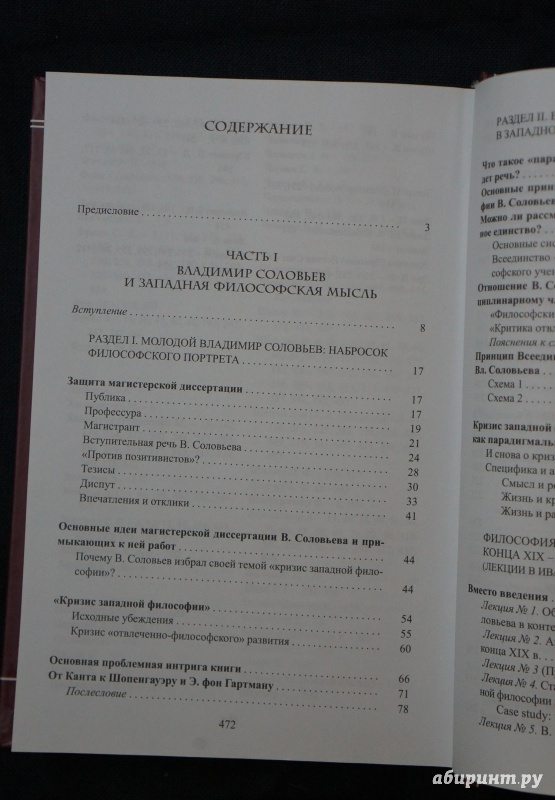 СОДЕРЖАНИЕ
Предисловие 3
ЧАСТЬ I
ВЛАДИМИР СОЛОВЬЕВ
И ЗАПАДНАЯ ФИЛОСОФСКАЯ МЫСЛЬ
Вступление 8
РАЗДЕЛ I. МОЛОДОЙ ВЛАДИМИР СОЛОВЬЕВ: НАБРОСОК
ФИЛОСОФСКОГО ПОРТРЕТА 17
Защита магистерской диссертации 17
Публика 17
Профессура 19
Магистрант 21
Вступительная речь В. Соловьева 24
«Против позитивистов»? 28
Тезисы 30
Диспут 33
Впечатления и отклики 41
Основные идеи магистерской диссертации В. Соловьева и при-
мыкающих к ней работ 44
Почему В. Соловьев избрал своей темой «кризис западной фило-
софии»? 44
«Кризис западной философии» 54
Исходные убеждения 55
Кризис «отвлеченно-философского» развития 60
Основная проблемная интрига книги 66
От Канта к Шопенгауэру и Э. фон Гартману 71
Послесловие 78
472
РАЗДЕЛ II.
В ЗАПАДНО
Что такое «пара
дет речь?
Основные прин
фия В. Соловье
Можно ли рассм
ное единство?
Основные сис
Всеединство
софского учен
Отношение В. Со
циплинарному ч
«Философски
«Критика отвл
Пояснения к с
Принцип Всееди
Вл. Соловьева
Схема 1
Схема 2
Кризис западной
как парадигмаль
И снова о криз
Специфика и а
Смысл и ре
Жизнь и кр
Жизнь и ра
ФИЛОСОФИЯ
КОНЦА XIX –
(ЛЕКЦИИ В ИВА
Вместо введения
Лекция № 1. Об
ловьева в конте
Лекция № 2. А.
конца XIX в.
Лекция № 3 (П
Лекция № 4. Ст
ной философии
Case study:
Лекция № 5. В.
абиринт.ру